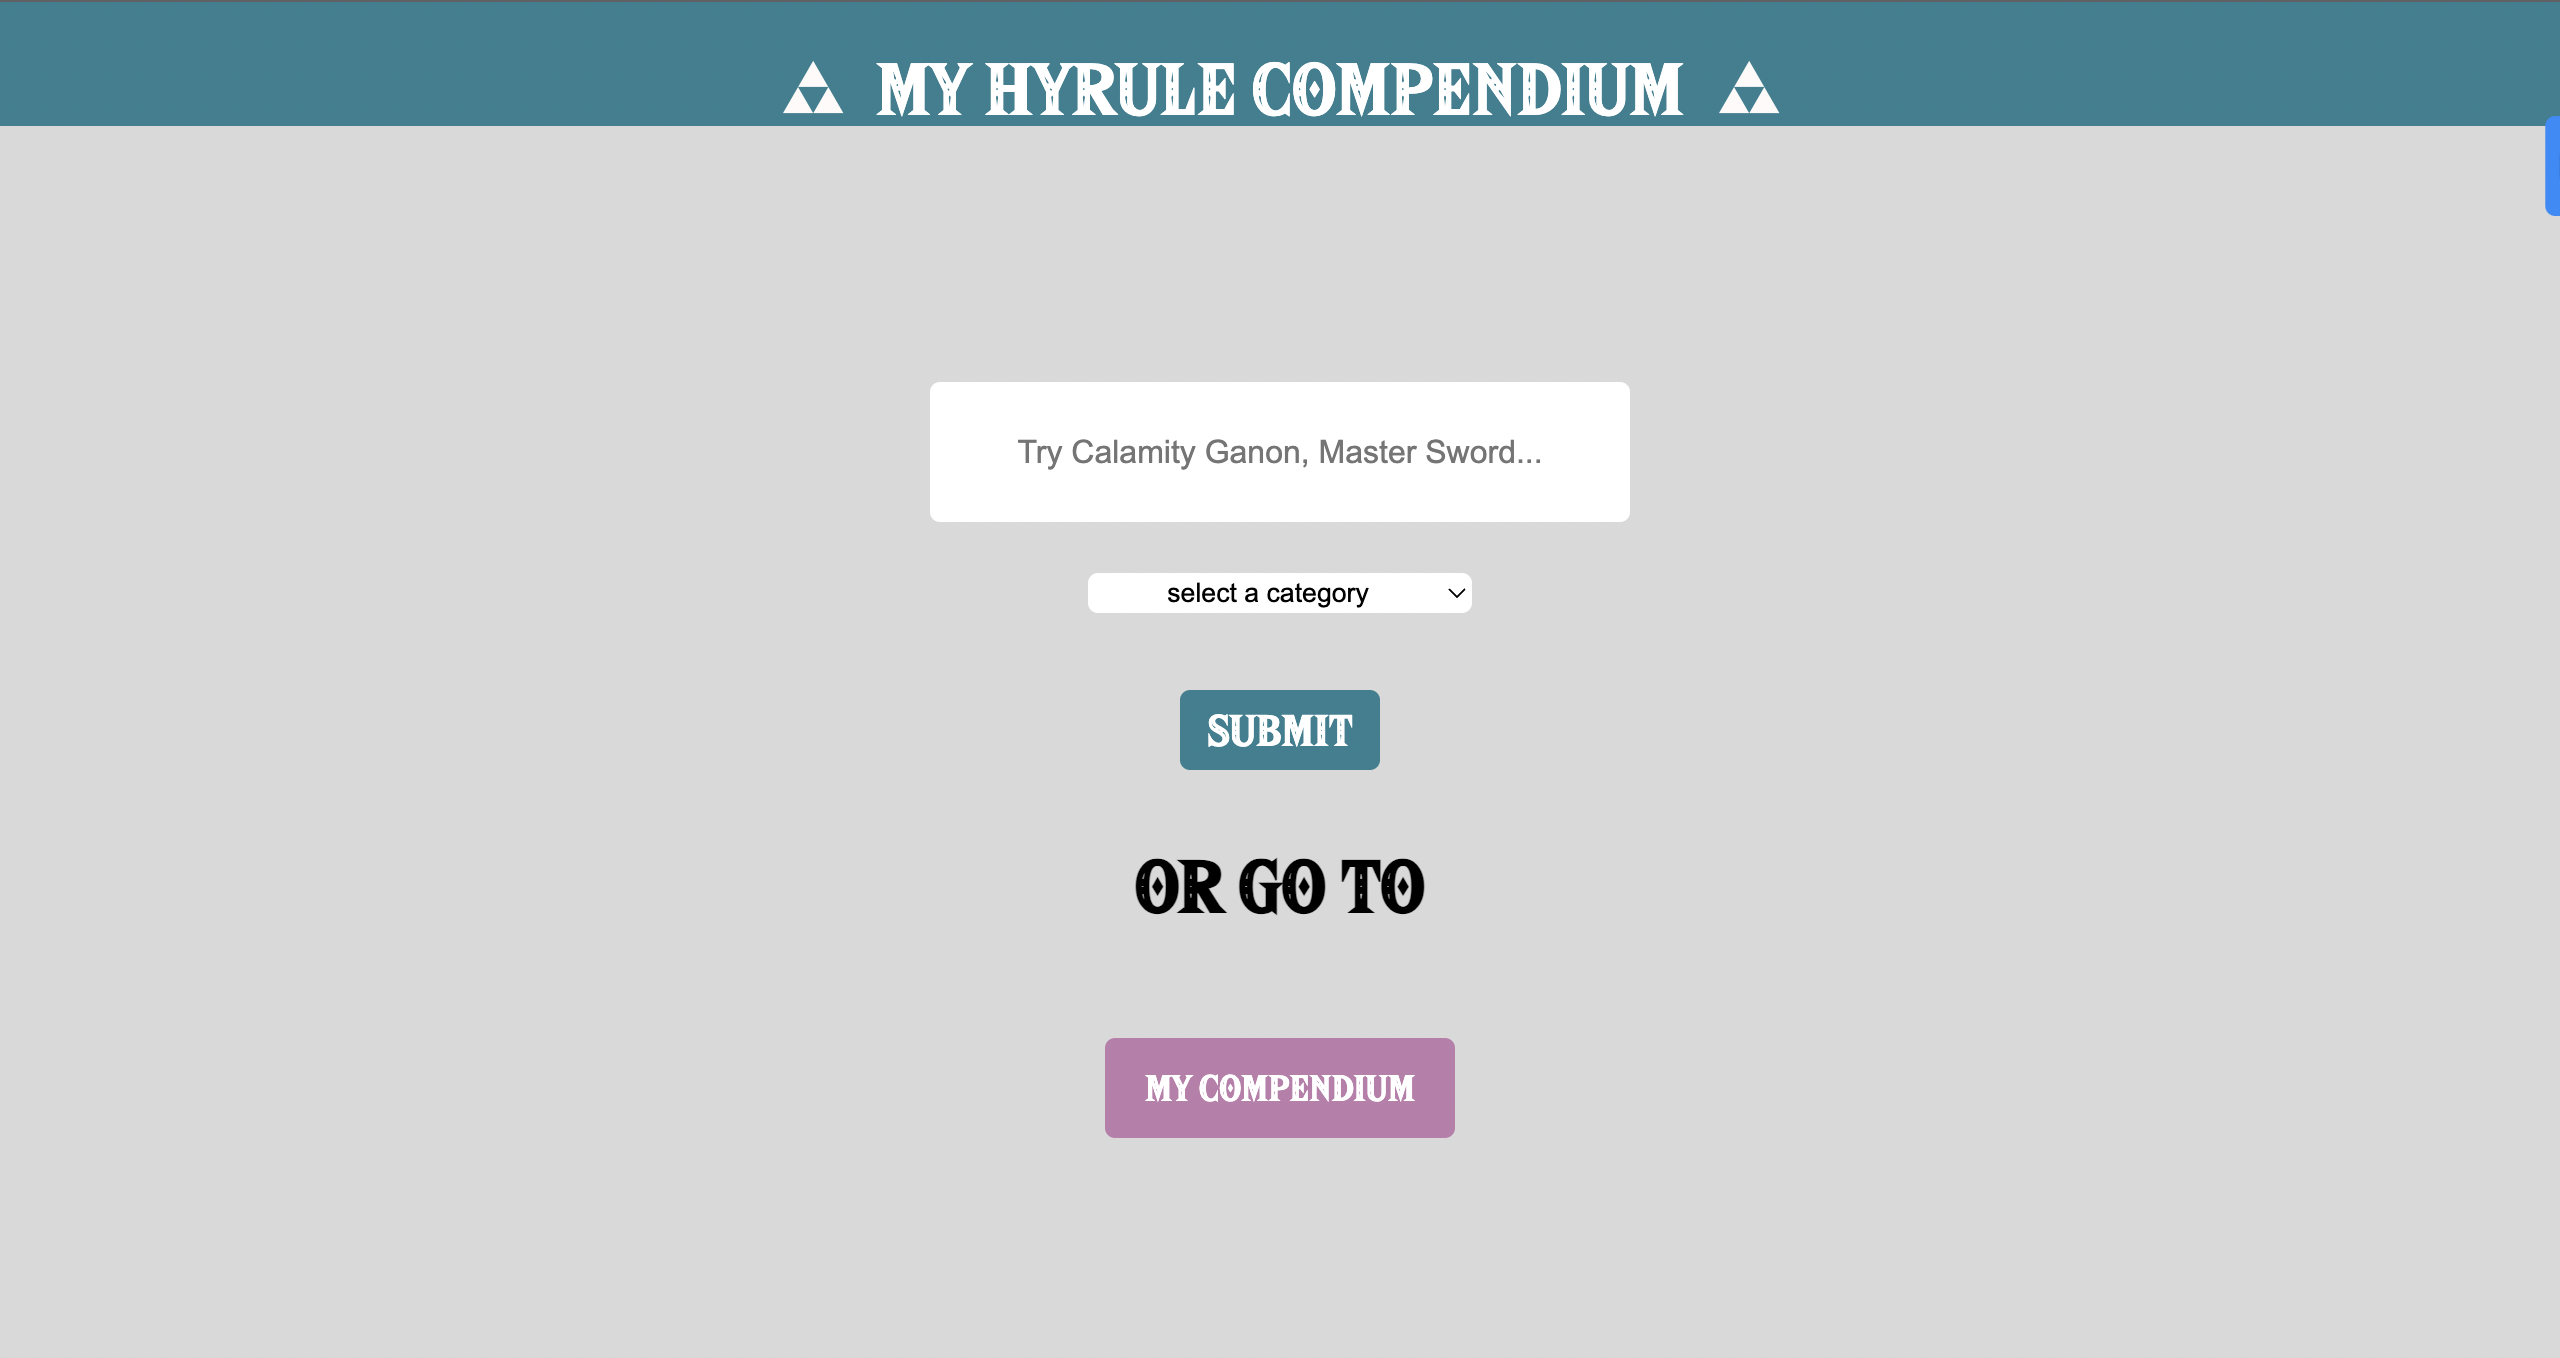 MY HYRULE COMPENDIUM
Try Calamity Ganon, Master Sword...
select a category
SUBMIT
OR GO TO
MY COMPENDIUM